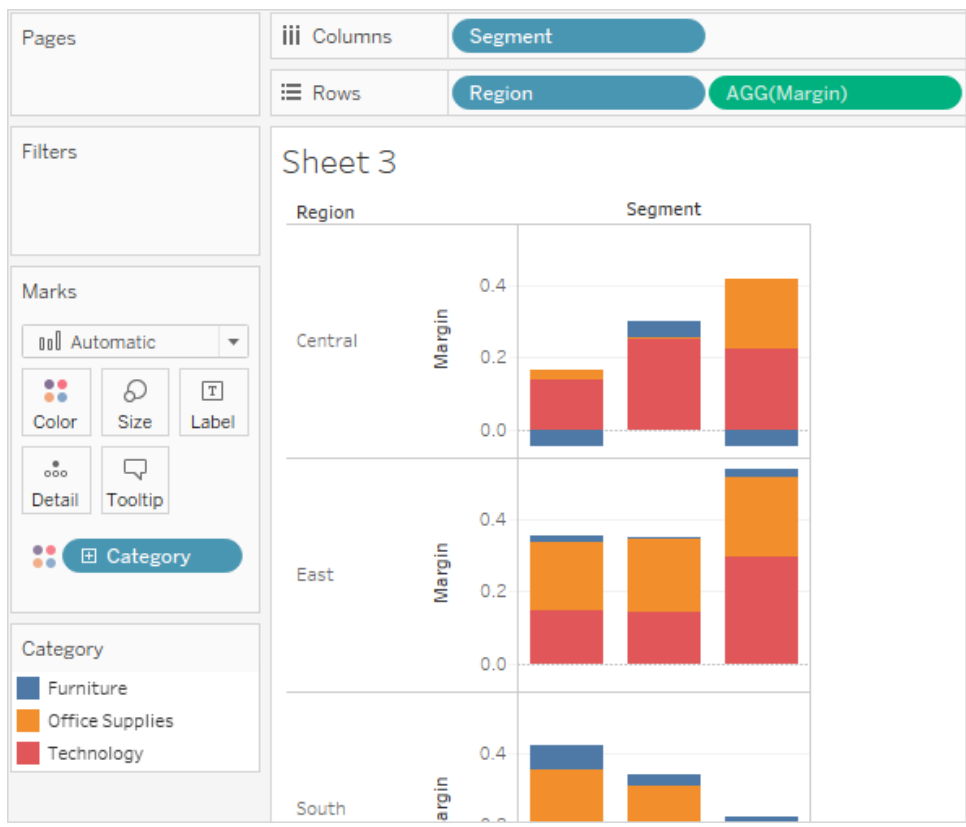 Pages
Columns
Segment
Rows
Region
AGG(Margin)
Filters
Sheet 3
Region
Segment
Marks
Automatic
Color
Size
Label
Detail
Tooltip
Category
Category
Furniture
Office Supplies
Technology
Central
Margin
0.4
0.2
0.0
East
Margin
0.4
0.2
0.0
South
0.4